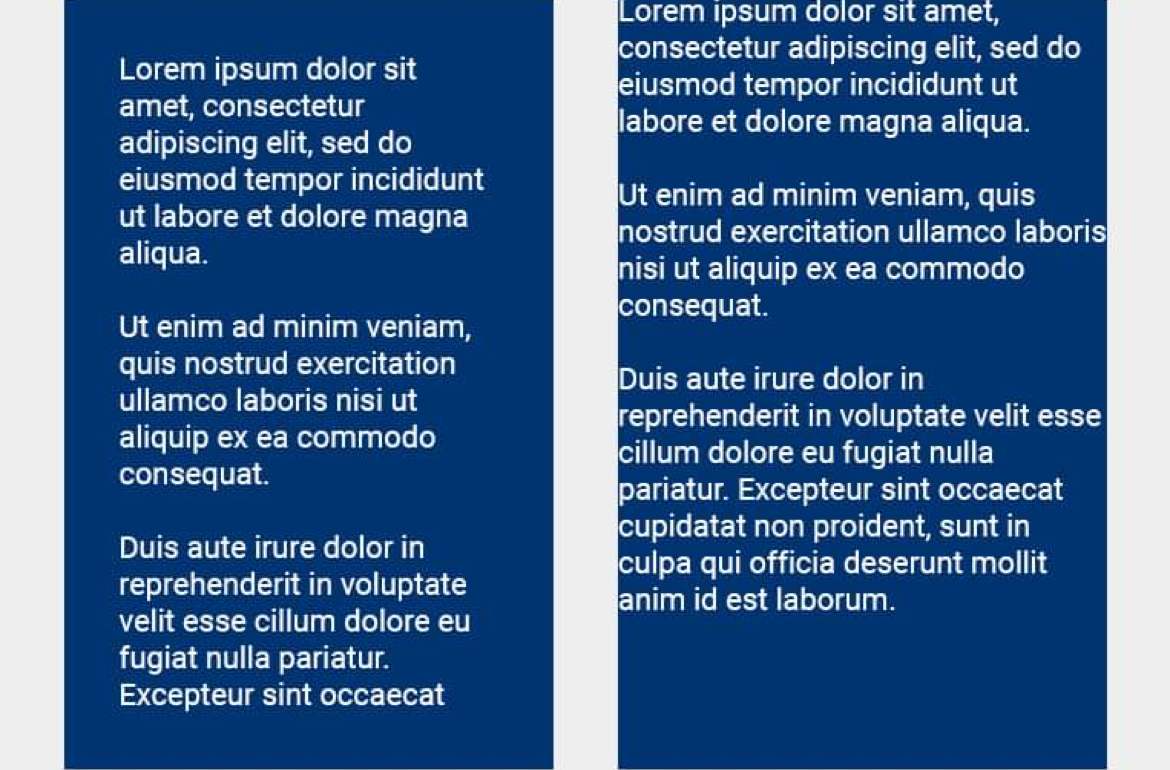 Lorem ipsum dolor sit
amet, consectetur
adipiscing elit, sed do
eiusmod tempor incididunt
ut labore et dolore magna
aliqua.
Ut enim ad minim veniam,
quis nostrud exercitation
ullamco laboris nisi ut
aliquip ex ea commodo
consequat.
Duis aute irure dolor in
reprehenderit in voluptate
velit esse cillum dolore eu
fugiat nulla pariatur.
Excepteur sint occaecat
Lorem ipsum dolor sit amet,
consectetur adipiscing elit, sed do
eiusmod tempor incididunt ut
labore et dolore magna aliqua.
Ut enim ad minim veniam, quis
nostrud exercitation ullamco laboris
nisi ut aliquip ex ea commodo
consequat.
Duis aute irure dolor in
reprehenderit in voluptate velit esse
cillum dolore eu fugiat nulla
pariatur. Excepteur sint occaecat
cupidatat non proident, sunt in
culpa qui officia deserunt mollit
anim id est laborum.